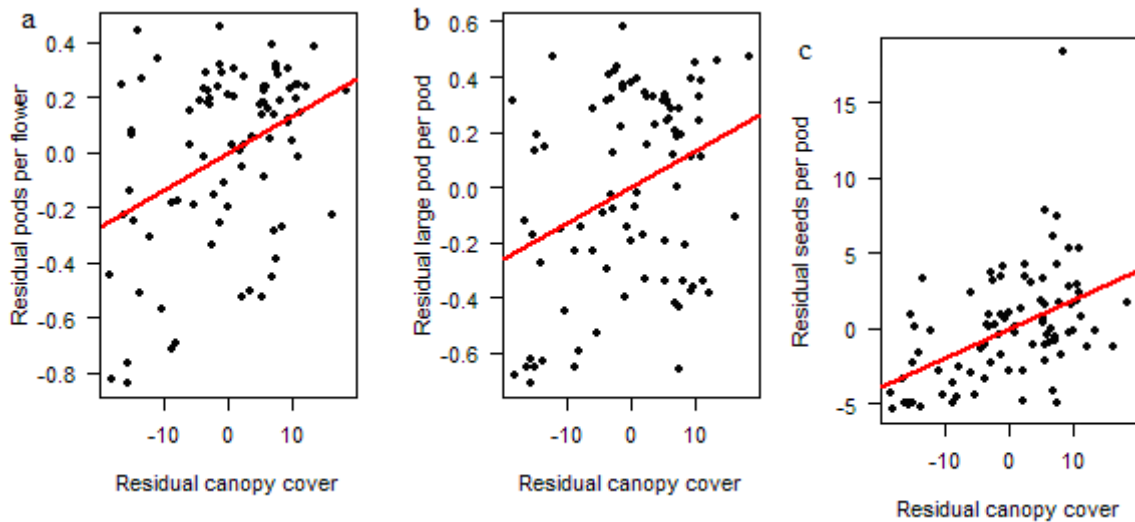 a
Residual pods per flower
0.4
0.2
0.0
-0.2
-0.4
-0.6
-0.8
-10 0 10
Residual canopy cover
b
Residual large pod per pod
0.6
0.4
0.2
0.0
-0.2
-0.4
-0.6
-10 0 10
Residual canopy cover
c
Residual seeds per pod
15
10
5
0
-5
-10 0 10
Residual canopy cover